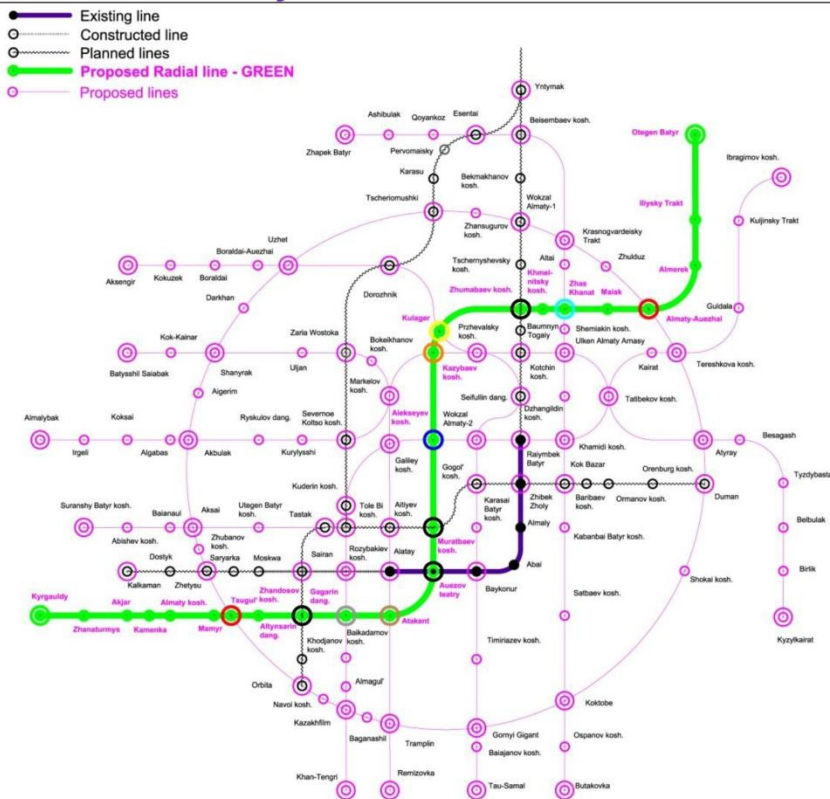 Existing line
Constructed line
Planned lines
Proposed Radial line - GREEN
Proposed lines
Yntymak
Ashibulak
Qoyankoz
Esentai
Beisembaev kosh.
Otegen Batyr
Zhapek Batyr
Pervomaisky
Ibragimov kosh.
Karasu
Bekmakhanov
kosh.
Wokzal
Almaty-1
Tscheriomushki
Iliysky Trakt
Zhansugurov
kosh.
Kuljinsky Trakt
Krasnogvardeisky
Trakt
Uzhet
Boraldai-Auezhai
Tschernyshevsky
kosh.
Altai
Zhulduz
Aksengir
Kokuzek
Boraldai
Khmel-
nitsky
kosh.
Zhas
Khanat
Maiak
Almerek
Dorozhnik
Zhumabaev kosh.
Darkhan
Guldala
Kulager
Almaty-Auezhai
Przhevalsky
kosh.
Baumnyn
Togaiy
Shemiakin kosh.
Ulken Almaty Arnasy
Zaria Wostoka
Bokeikhanov
kosh.
Kok-Kainar
Batysshil Saiabak
Shanyrak
Uljan
Kazybaev
kosh.
Kotchin
kosh.
Kairat
Tereshkova kosh.
Markelov
kosh.
Aigerim
Seifullin dang.
Tatibekov kosh.
Almalybak
Koksai
Ryskulov dang.
Severnoe
Koltso kosh.
Alekseyev
kosh.
Wokzal
Almaty-2
Dzhangildin
kosh.
Besagash
Irgeli
Algabas
Akbulak
Kurylysshi
Galiley
kosh.
Gogol'
kosh.
Raiymbek
Batyr
Khamidi kosh.
Atyray
Kok Bazar
Orenburg kosh.
Kuderin kosh.
Tyzdybastau
Suranshy Batyr kosh.
Baianaul
Aksai
Utegen Batyr
kosh.
Tastak
Tole Bi
kosh.
Aitiyev
kosh.
Karasai
Batyr
kosh.
Zhibek
Zholy
Baribaev
kosh.
Ormanov kosh.
Duman
Abishev kosh.
Zhubanov
kosh.
Muratbaev
kosh.
Almaly
Kabanbai Batyr kosh.
Beibulak
Dostyk
Saryarka
Moskwa
Sairan
Rozybakiev
kosh.
Alatay
Abai
Kalkaman
Zhetysu
Zhandosov
kosh.
Gagarin
dang.
Auezov
teatry
Baykonur
Shokai kosh.
Birlik
Kyrgauldy
Akjar
Almaty kosh.
Taugul'
kosh.
Satbaev kosh.
Zhanaturmys
Kamenka
Mamyr
Altynsarin
dang.
Khodjanov
kosh.
Baikadamov
kosh.
Atakent
Timiriazev kosh.
Kyzylkairat
Orbita
Almagul'
Navoi kosh.
Kazakhfilm
Koktobe
Baganashil
Tramplin
Gornyi Gigant
Baiajanov kosh.
Ospanov kosh.
Khan-Tengri
Remizovka
Tau-Samal
Butakovka